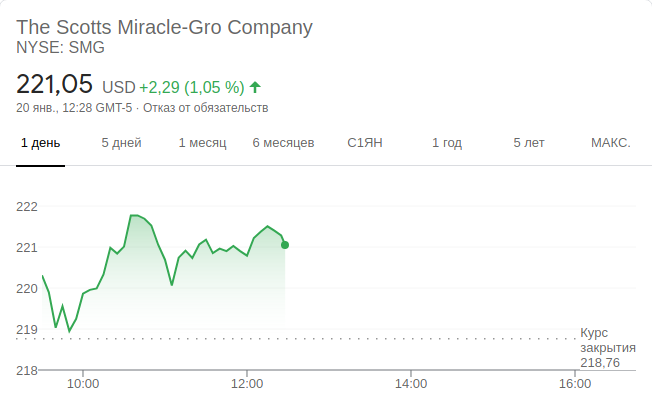 The Scotts Miracle-Gro Company
NYSE: SMG
221,05 USD +2,29 (1,05 %)
20 янв., 12:28 GMT-5 · Отказ от обязательств
1 день 5 дней 1 месяц 6 месяцев С1ЯН 1 год 5 лет МАКС.
222
221
220
219
218
Курс
закрытия
218,76
10:00 12:00 14:00 16:00